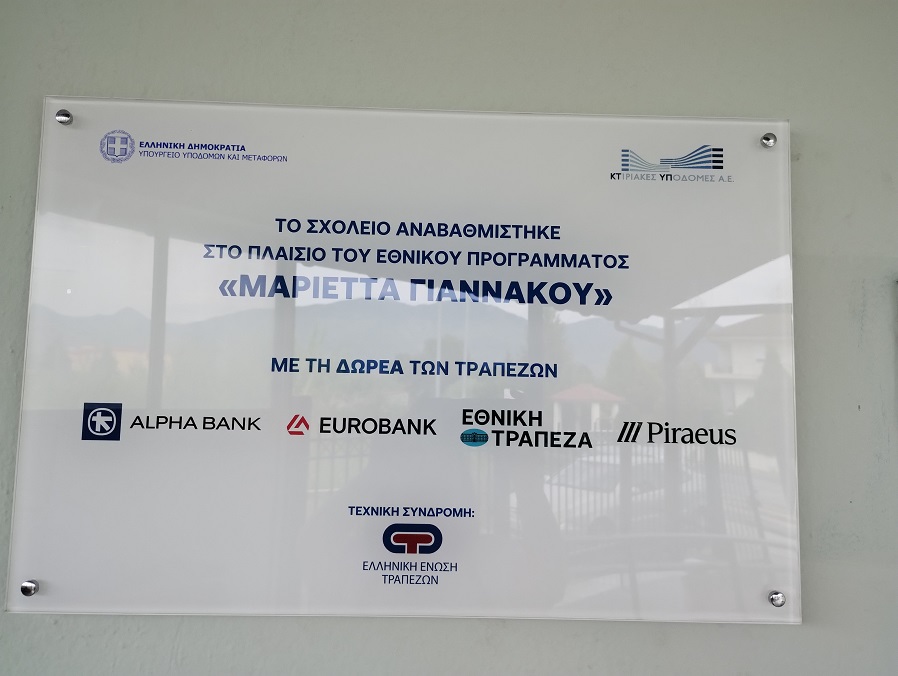 ΕΛΛΗΝΙΚΗ ΔΗΜΟΚΡΑΤΙΑ
ΥΠΟΥΡΓΕΙΟ ΥΠΟΔΟΜΩΝ ΚΑΙ ΜΕΤΑΦΟΡΩΝ
ΚΤΙΡΙΑΚΕΣ ΥΠΟΔΟΜΕΣ Α.Ε.
ΤΟ ΣΧΟΛΕΙΟ ΑΝΑΒΑΘΜΙΣΤΗΚΕ
ΣΤΟ ΠΛΑΙΣΙΟ ΤΟΥ ΕΘΝΙΚΟΥ ΠΡΟΓΡΑΜΜΑΤΟΣ
«ΜΑΡΙΕΤΤΑ ΓΙΑΝΝΑΚΟΥ»
ΜΕ ΤΗ ΔΩΡΕΑ ΤΩΝ ΤΡΑΠΕΖΩΝ
ALPHA BANK
EUROBANK
ΕΘΝΙΚΗ
ΤΡΑΠΕΖΑ
Piraeus
ΤΕΧΝΙΚΗ ΣΥΝΔΡΟΜΗ:
ΕΛΛΗΝΙΚΗ ΕΝΩΣΗ
ΤΡΑΠΕΖΩΝ